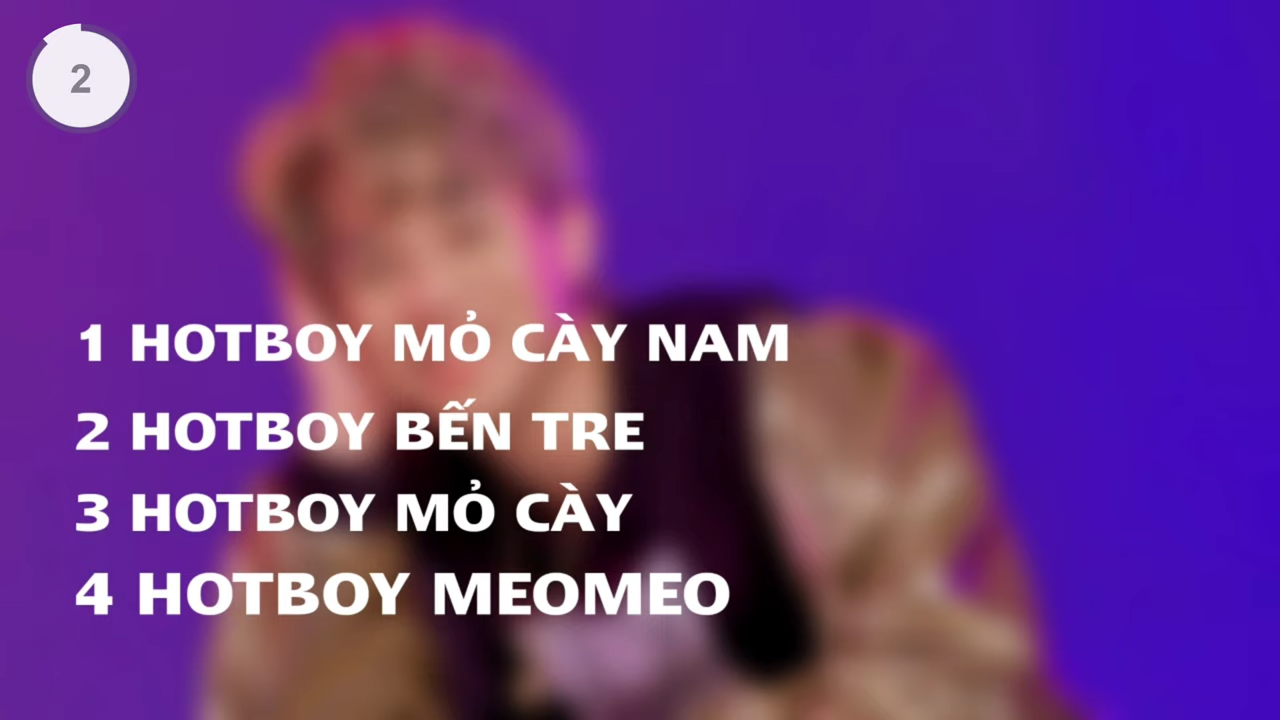 2
1 HOTBOY MỎ CÀY NAM
2 HOTBOY BẾN TRE
3 HOTBOY MỎ CÀY
4 HOTBOY MEOMEO